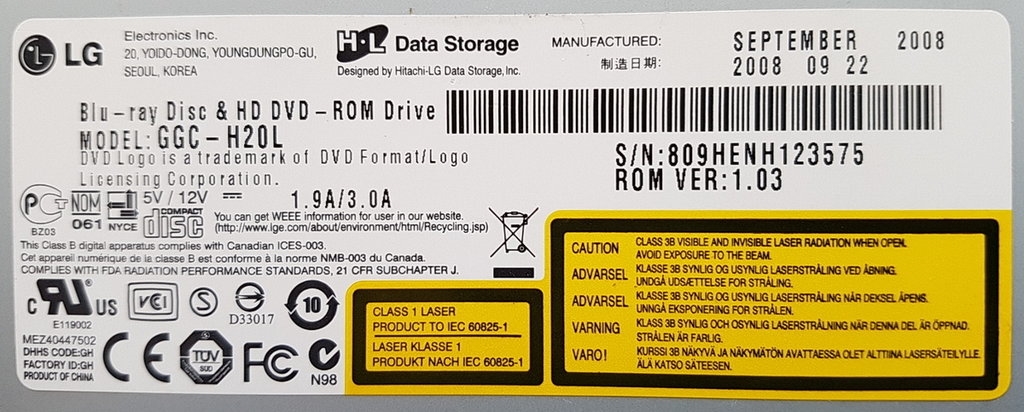 LG
Electronics Inc.
20, YOIDO-DONG, YOUNGDUNGPO-GU,
SEOUL, KOREA
H·L Data Storage
Designed by Hitachi-LG Data Storage, Inc.
MANUFACTURED: SEPTEMBER 2008
制造日期: 2008 09 22
Blu-ray Disc & HD DVD-ROM Drive
MODEL: GGC-H20L
DVD Logo is a trademark of DVD Format/Logo
Licensing Corporation.
S/N:809HENH123575
ROM VER:1.03
5V / 12V 1.9A/3.0A
BZ03
NOM
061
NYCE
COMPACT
disc
You can get WEEE information for user in our website.
(http://www.lge.com/about/environment/html/Recycling.jsp)
This Class B digital apparatus complies with Canadian ICES-003.
Cet appareil numérique de la classe B est conforme à la norme NMB-003 du Canada.
COMPLIES WITH FDA RADIATION PERFORMANCE STANDARDS, 21 CFR SUBCHAPTER J.
C US
E119002
VCI
S
D33017
10
MEZ40447502
DHHS CODE:GH
FACTORY ID:GH
PRODUCT OF CHINA
CE
TÜV
SÜD
FC
N98
CLASS 1 LASER
PRODUCT TO IEC 60825-1
LASER KLASSE 1
PRODUKT NACH IEC 60825-1
CAUTION CLASS 3B VISIBLE AND INVISIBLE LASER RADIATION WHEN OPEN.
AVOID EXPOSURE TO THE BEAM.
ADVARSEL KLASSE 3B SYNLIG OG USYNLIG LASERSTRÅLING VED ÅBNING.
UNDGÅ UDSÆTTELSE FOR STRÅLING.
ADVARSEL KLASSE 3B SYNLIG OG USYNLIG LASERSTRÅLING NÅR DEKSEL ÅPENS.
UNNGÅ EKSPONERING FOR STRÅLEN.
VARNING KLASS 3B SYNLIG OCH OSYNLIG LASERSTRÅLNING NÄR DENNA DEL ÄR ÖPPNAD.
STRÅLEN ÄR FARLIG.
VARO! KURSSI 3B NÄKYVÄ JA NÄKYMÄTÖN AVATTAESSA OLET ALTTIINA LASERSÄTEILYLLE.
ÄLÄ KATSO SÄTEESEEN.